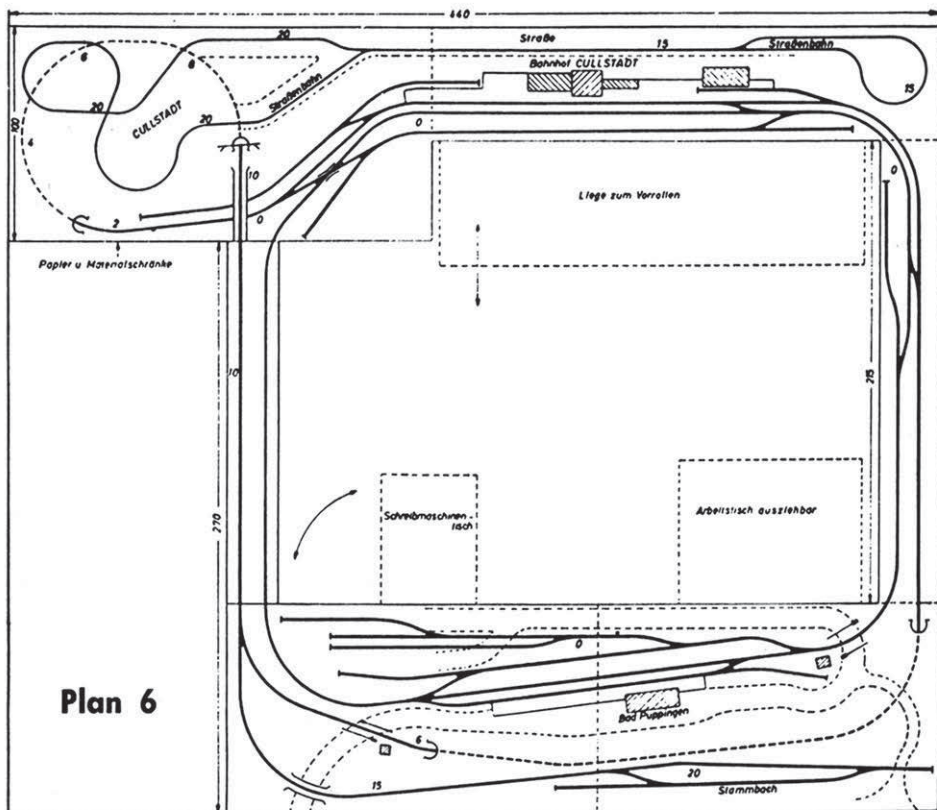 440
20
Straße
15
Straßenbahn
6
8
Bahnhof CULLSTADT
Straßenbahn
15
20
CULLSTADT
20
100
4
0
10
0
0
2
0
Liege zum Vorrollen
Papier u Materialschränke
10
215
Schreibmaschinen-
tisch
Arbeitstisch ausziehbar
270
0
Plan 6
Bad Puppingen
6
15
20
Stammbach